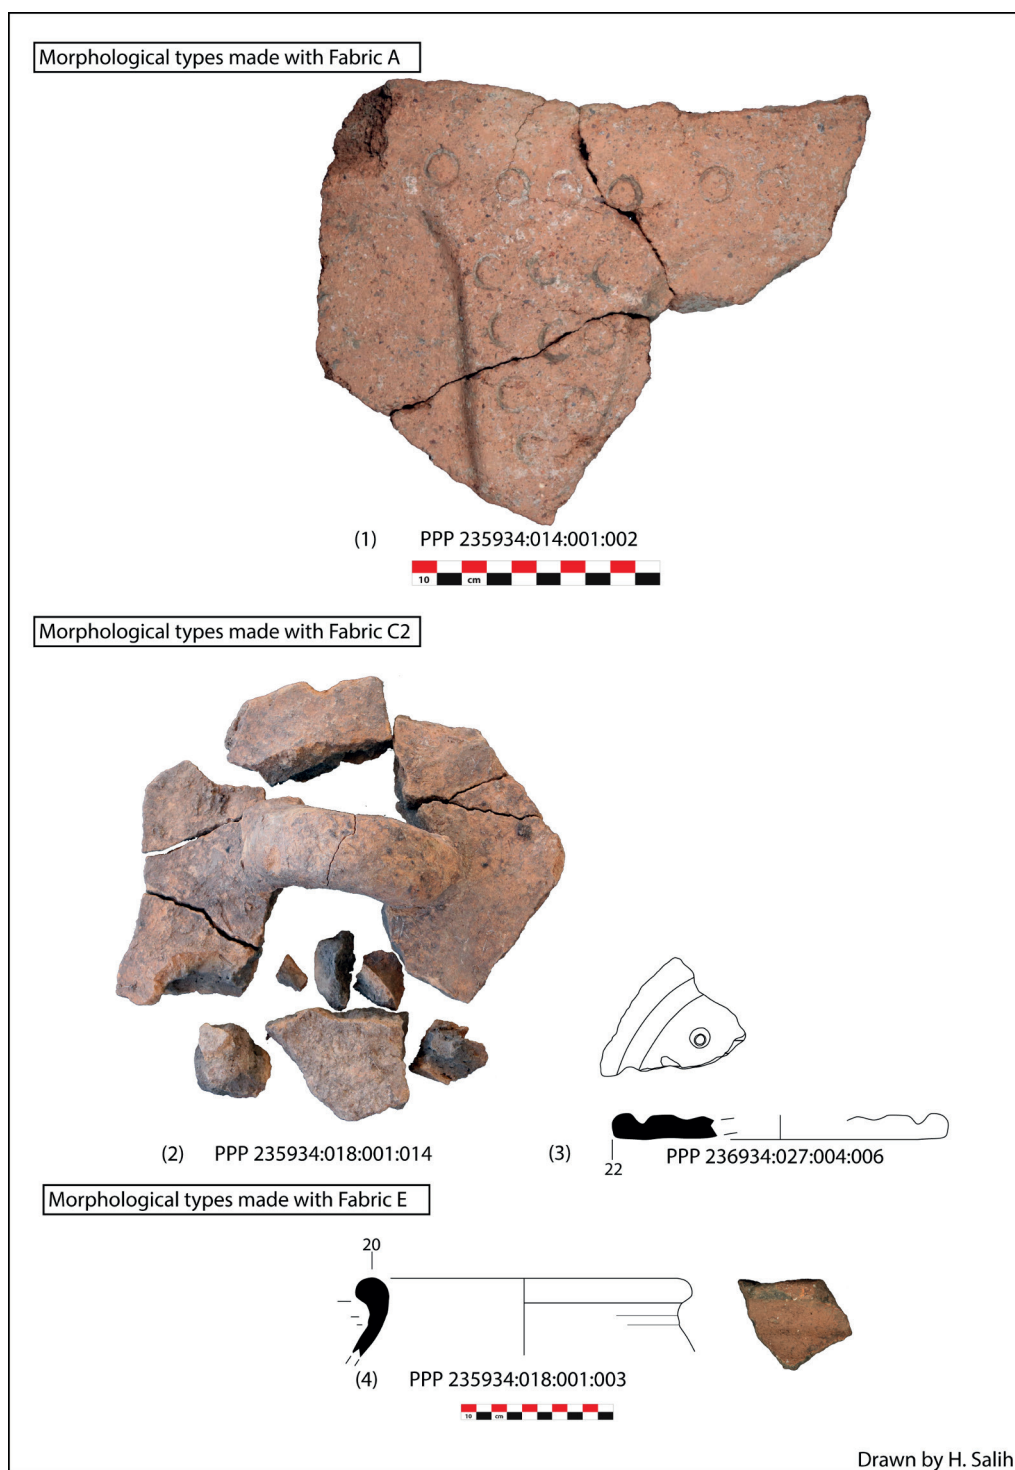 Morphological types made with Fabric A
(1) PPP 235934:014:001:002
10 cm
Morphological types made with Fabric C2
(2) PPP 235934:018:001:014
(3) PPP 236934:027:004:006
22
Morphological types made with Fabric E
20
(4) PPP 235934:018:001:003
10 cm
Drawn by H. Salih